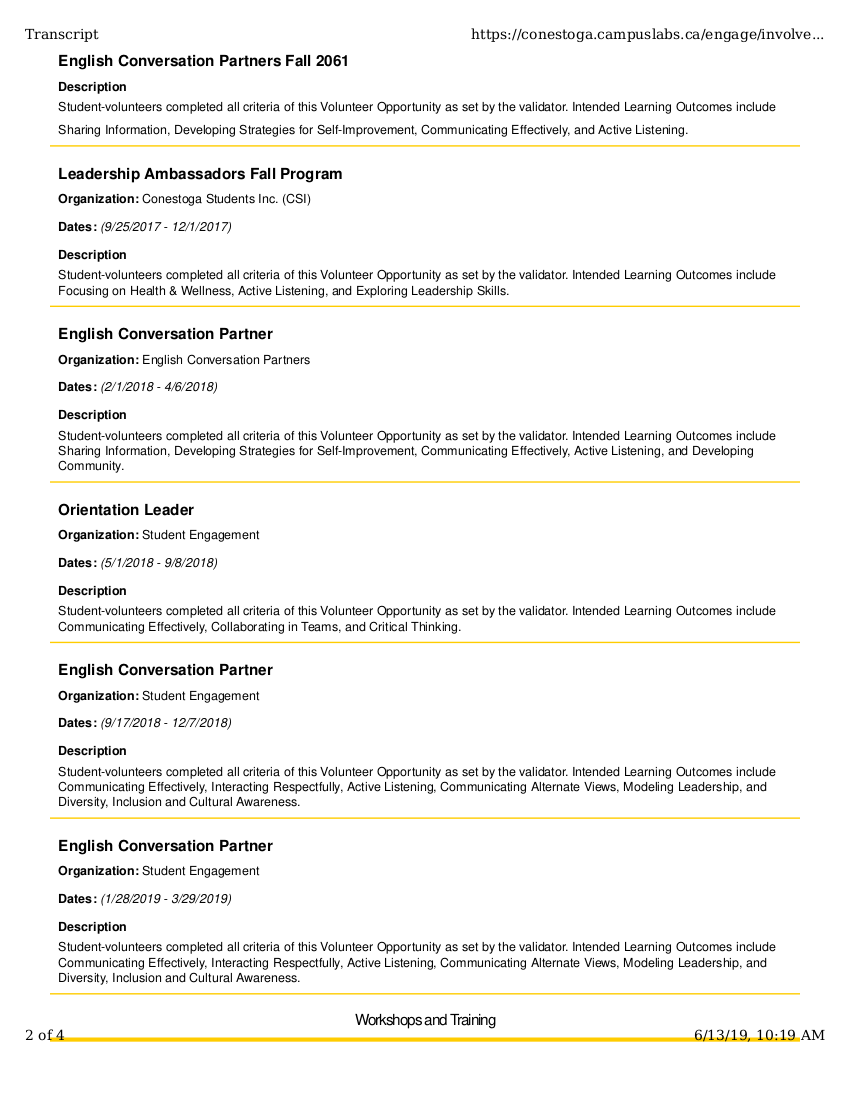 Transcript https://conestoga.campuslabs.ca/engage/involve...
English Conversation Partners Fall 2061
Description
Student-volunteers completed all criteria of this Volunteer Opportunity as set by the validator. Intended Learning Outcomes include
Sharing Information, Developing Strategies for Self-Improvement, Communicating Effectively, and Active Listening.
Leadership Ambassadors Fall Program
Organization: Conestoga Students Inc. (CSI)
Dates: (9/25/2017 - 12/1/2017)
Description
Student-volunteers completed all criteria of this Volunteer Opportunity as set by the validator. Intended Learning Outcomes include
Focusing on Health & Wellness, Active Listening, and Exploring Leadership Skills.
English Conversation Partner
Organization: English Conversation Partners
Dates: (2/1/2018 - 4/6/2018)
Description
Student-volunteers completed all criteria of this Volunteer Opportunity as set by the validator. Intended Learning Outcomes include
Sharing Information, Developing Strategies for Self-Improvement, Communicating Effectively, Active Listening, and Developing
Community.
Orientation Leader
Organization: Student Engagement
Dates: (5/1/2018 - 9/8/2018)
Description
Student-volunteers completed all criteria of this Volunteer Opportunity as set by the validator. Intended Learning Outcomes include
Communicating Effectively, Collaborating in Teams, and Critical Thinking.
English Conversation Partner
Organization: Student Engagement
Dates: (9/17/2018 - 12/7/2018)
Description
Student-volunteers completed all criteria of this Volunteer Opportunity as set by the validator. Intended Learning Outcomes include
Communicating Effectively, Interacting Respectfully, Active Listening, Communicating Alternate Views, Modeling Leadership, and
Diversity, Inclusion and Cultural Awareness.
English Conversation Partner
Organization: Student Engagement
Dates: (1/28/2019 - 3/29/2019)
Description
Student-volunteers completed all criteria of this Volunteer Opportunity as set by the validator. Intended Learning Outcomes include
Communicating Effectively, Interacting Respectfully, Active Listening, Communicating Alternate Views, Modeling Leadership, and
Diversity, Inclusion and Cultural Awareness.
Workshops and Training
2 of 4 6/13/19, 10:19 AM